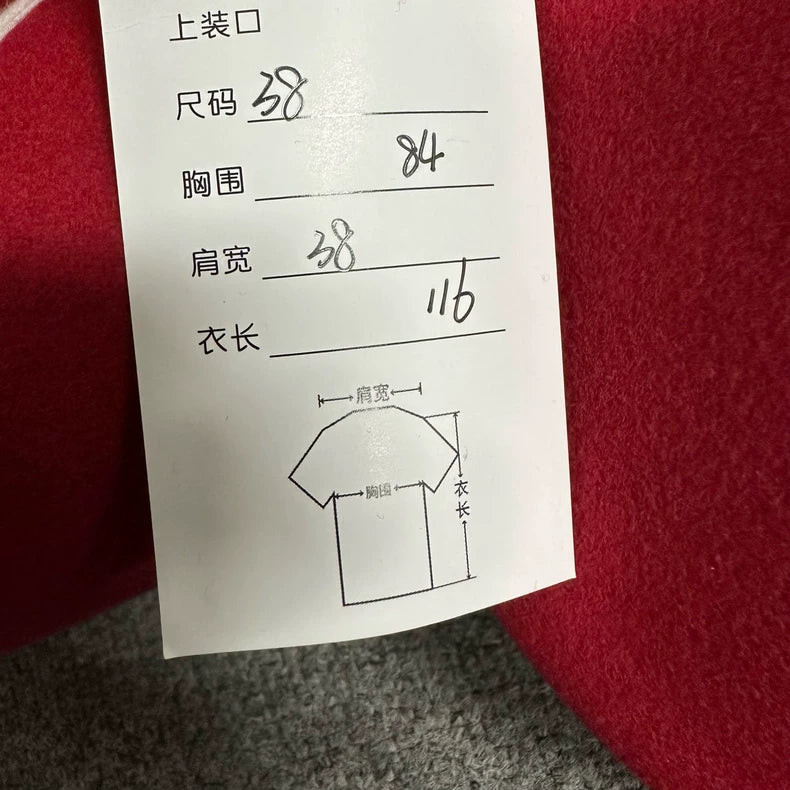 上装口
尺码 38
胸围 84
肩宽 38
衣长 116
肩宽
胸围
衣长